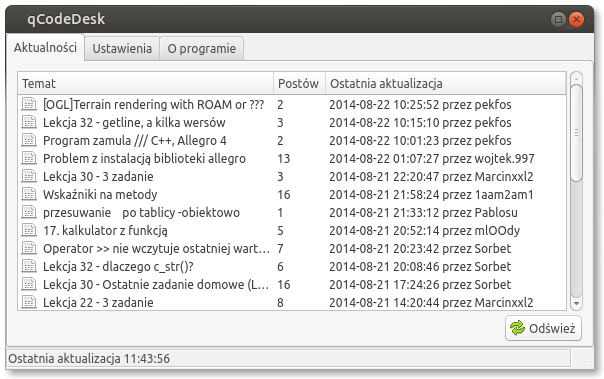 qCodeDesk
Aktualności Ustawienia O programie
Temat Postów Ostatnia aktualizacja
[OGL]Terrain rendering with ROAM or ??? 2 2014-08-22 10:25:52 przez pekfos
Lekcja 32 - getline, a kilka wersów 3 2014-08-22 10:15:10 przez pekfos
Program zamula /// C++, Allegro 4 2 2014-08-22 10:01:23 przez pekfos
Problem z instalacją biblioteki allegro 13 2014-08-22 01:07:27 przez wojtek.997
Lekcja 30 - 3 zadanie 3 2014-08-21 22:20:47 przez Marcinxxl2
Wskaźniki na metody 16 2014-08-21 21:58:24 przez 1aam2am1
przesuwanie po tablicy -obiektowo 1 2014-08-21 21:33:12 przez Pablosu
17. kalkulator z funkcją 5 2014-08-21 20:52:14 przez mlOOdy
Operator >> nie wczytuje ostatniej wart... 7 2014-08-21 20:23:42 przez Sorbet
Lekcja 32 - dlaczego c_str()? 6 2014-08-21 20:08:46 przez Sorbet
Lekcja 30 - Ostatnie zadanie domowe (L... 16 2014-08-21 17:24:26 przez Sorbet
Lekcja 22 - 3 zadanie 8 2014-08-21 14:20:44 przez Marcinxxl2
Odśwież
Ostatnia aktualizacja 11:43:56